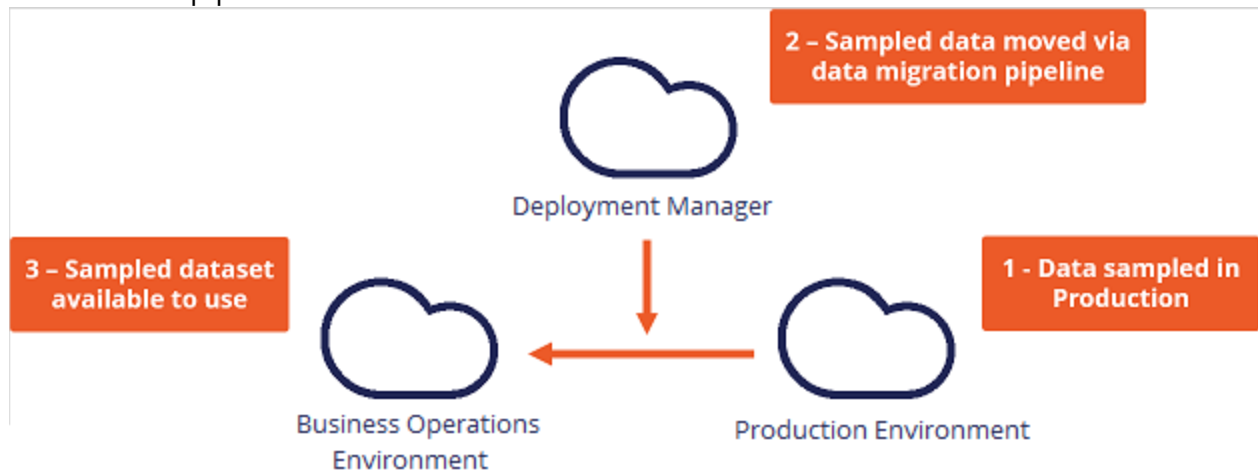 2 – Sampled data moved via
data migration pipeline
Deployment Manager
3 – Sampled dataset
available to use
1 - Data sampled in
Production
Business Operations
Environment
Production Environment